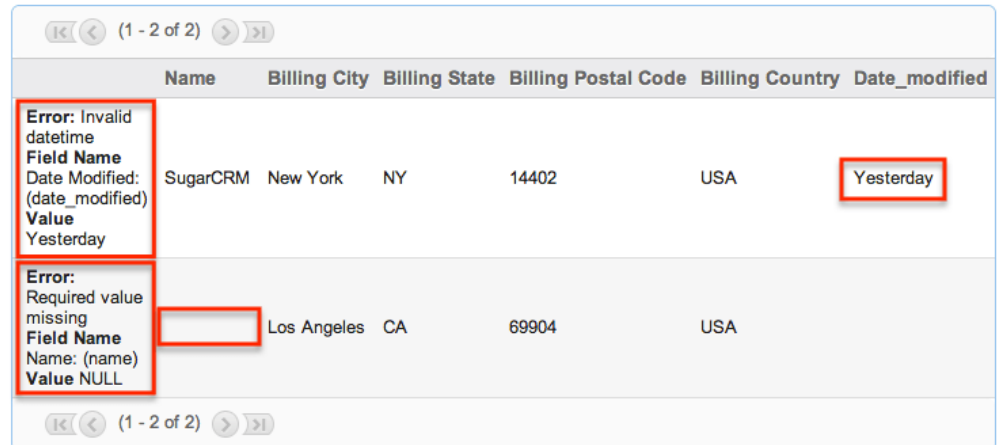 (1 - 2 of 2)
Name Billing City Billing State Billing Postal Code Billing Country Date_modified
Error: Invalid
datetime
Field Name
Date Modified:
(date_modified)
Value
Yesterday
SugarCRM New York NY 14402 USA Yesterday
Error:
Required value
missing
Field Name
Name: (name)
Value NULL
Los Angeles CA 69904 USA
(1 - 2 of 2)